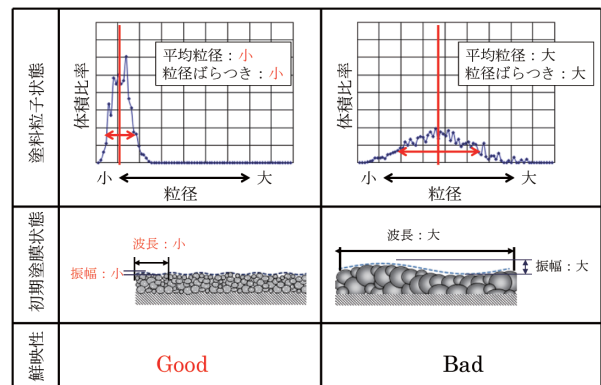 塗料粒子状態
体積比率
平均粒径：小
粒径ばらつき：小
小
大
粒径
体積比率
平均粒径：大
粒径ばらつき：大
小
大
粒径
初期塗膜状態
波長：小
振幅：小
波長：大
振幅：大
鮮映性
Good
Bad